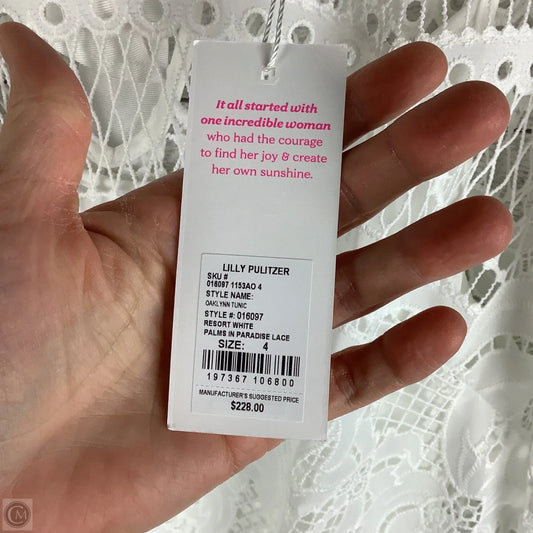 It all started with
one incredible woman
who had the courage
to find her joy & create
her own sunshine.
LILLY PULITZER
SKU #
016097 1153AO 4
STYLE NAME:
OAKLYNN TUNIC
STYLE #: 016097
RESORT WHITE
PALMS IN PARADISE LACE
SIZE: 4
197367 106800
MANUFACTURER'S SUGGESTED PRICE
$228.00